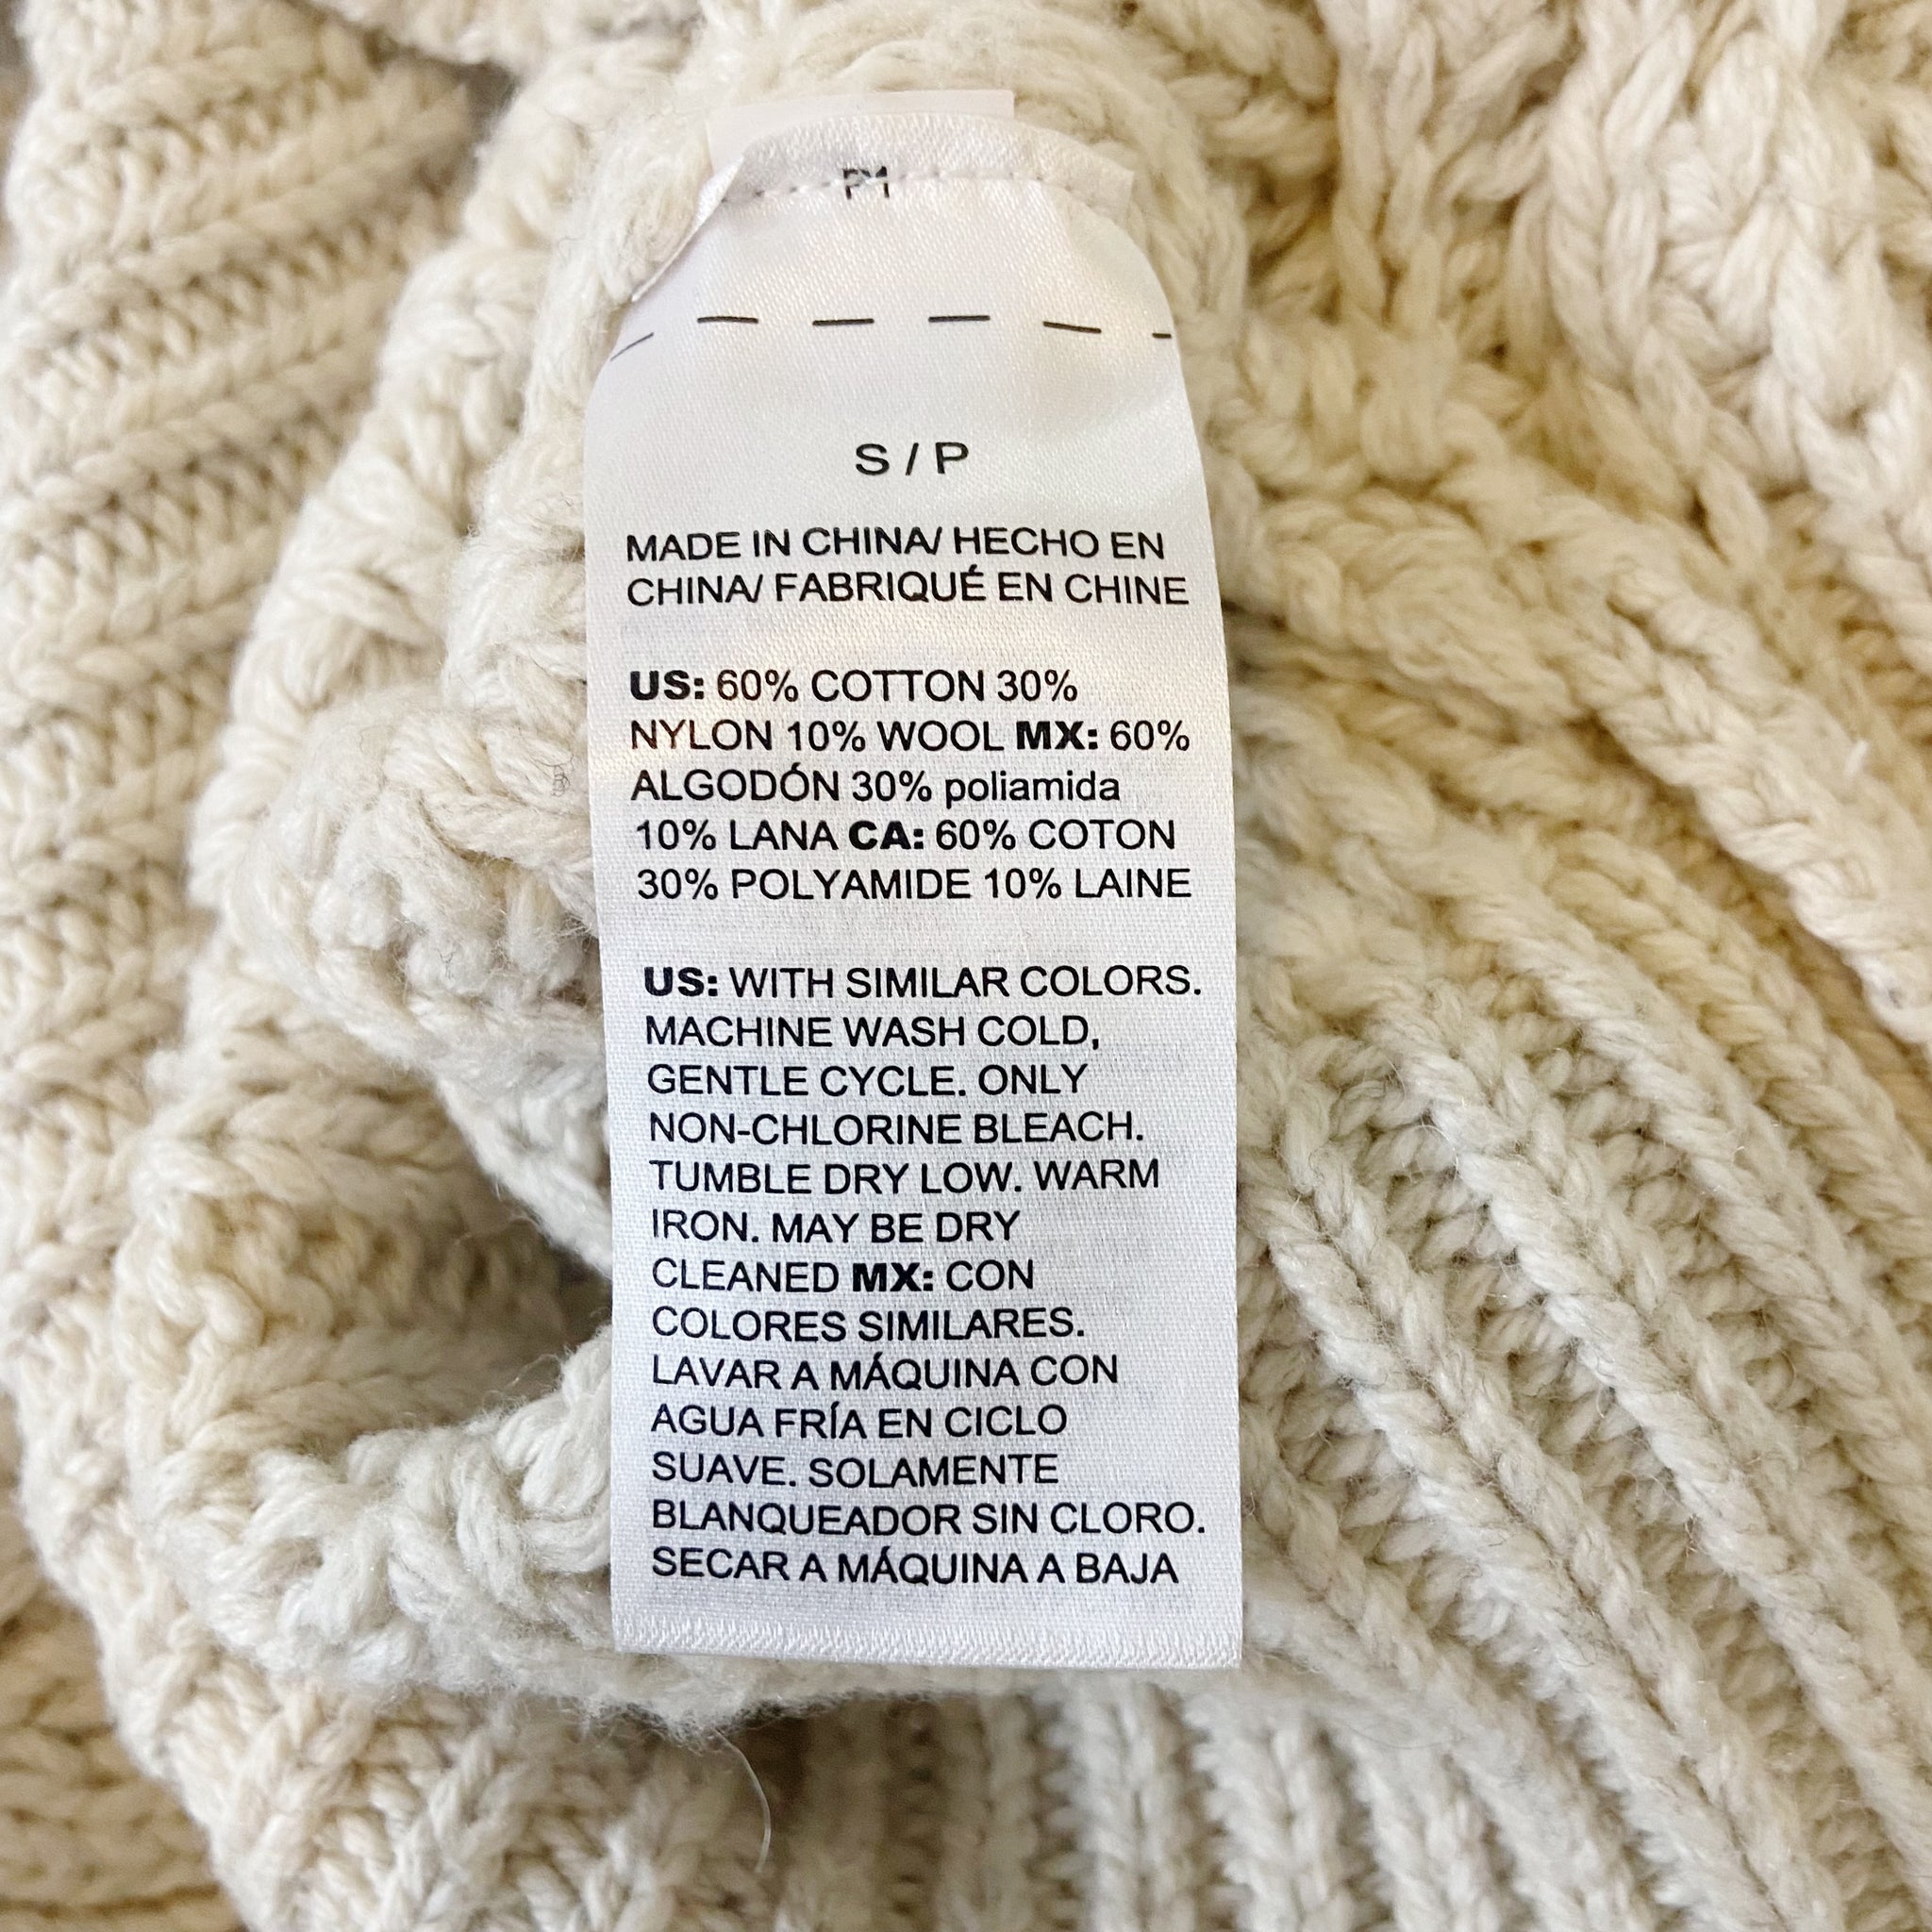 S / P
MADE IN CHINA/ HECHO EN
CHINA/ FABRIQUÉ EN CHINE
US: 60% COTTON 30%
NYLON 10% WOOL MX: 60%
ALGODÓN 30% poliamida
10% LANA CA: 60% COTON
30% POLYAMIDE 10% LAINE
US: WITH SIMILAR COLORS.
MACHINE WASH COLD,
GENTLE CYCLE. ONLY
NON-CHLORINE BLEACH.
TUMBLE DRY LOW. WARM
IRON. MAY BE DRY
CLEANED MX: CON
COLORES SIMILARES.
LAVAR A MÁQUINA CON
AGUA FRÍA EN CICLO
SUAVE. SOLAMENTE
BLANQUEADOR SIN CLORO.
SECAR A MÁQUINA A BAJA